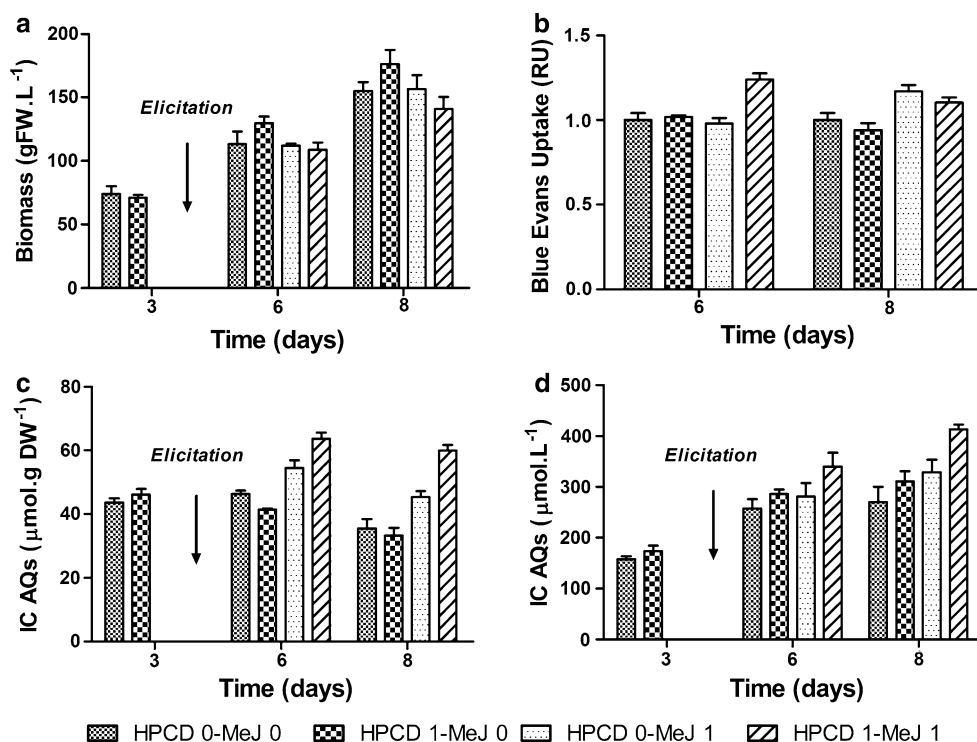 a
Biomass (gFW.L⁻¹)
200
150
100
50
0
Elicitation
3
6
8
Time (days)
b
Blue Evans Uptake (RU)
1.5
1.0
0.5
0.0
6
8
Time (days)
c
IC AQs (μmol.g DW⁻¹)
80
60
40
20
0
Elicitation
3
6
8
Time (days)
d
IC AQs (μmol.L⁻¹)
500
400
300
200
100
0
Elicitation
3
6
8
Time (days)
HPCD 0-MeJ 0
HPCD 1-MeJ 0
HPCD 0-MeJ 1
HPCD 1-MeJ 1